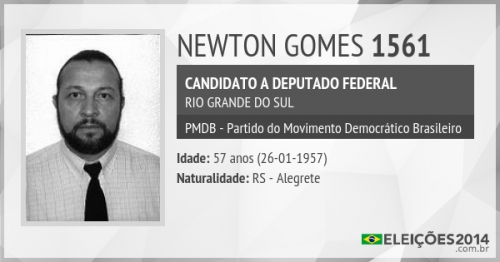 NEWTON GOMES 1561
CANDIDATO A DEPUTADO FEDERAL
RIO GRANDE DO SUL
PMDB - Partido do Movimento Democrático Brasileiro
Idade: 57 anos (26-01-1957)
Naturalidade: RS - Alegrete
ELEIÇÕES2014
.com.br